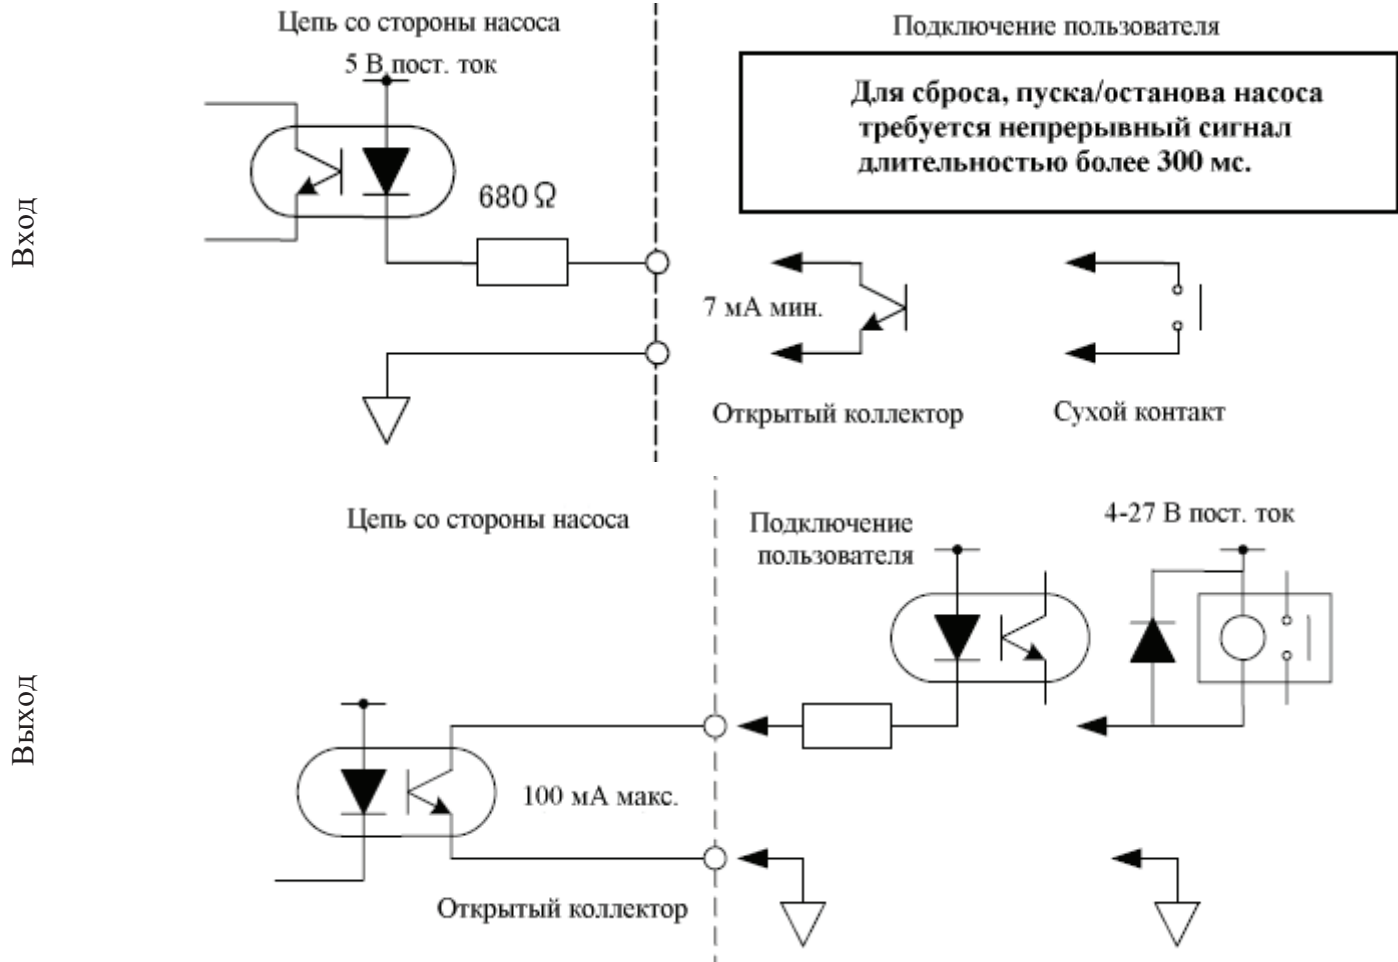 Цепь со стороны насоса
Подключение пользователя
5 В пост. ток
Для сброса, пуска/останова насоса
требуется непрерывный сигнал
длительностью более 300 мс.
680 Ω
Вход
7 мА мин.
Открытый коллектор
Сухой контакт
Цепь со стороны насоса
Подключение
пользователя
4-27 В пост. ток
Выход
100 мА макс.
Открытый коллектор